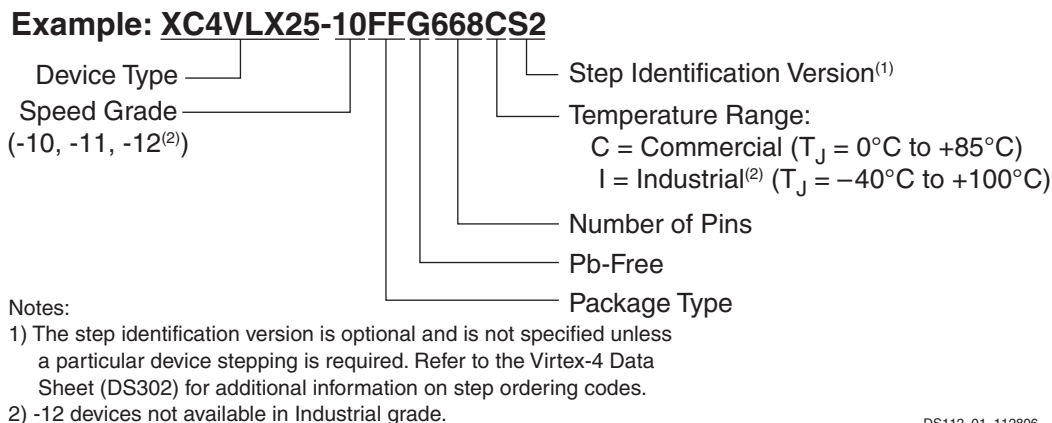 Example: XC4VLX25-10FFG668CS2
Device Type
Speed Grade
(-10, -11, -12(2))
Step Identification Version(1)
Temperature Range:
C = Commercial (TJ = 0°C to +85°C)
I = Industrial(2) (TJ = –40°C to +100°C)
Number of Pins
Pb-Free
Package Type
Notes:
1) The step identification version is optional and is not specified unless
a particular device stepping is required. Refer to the Virtex-4 Data
Sheet (DS302) for additional information on step ordering codes.
2) -12 devices not available in Industrial grade.